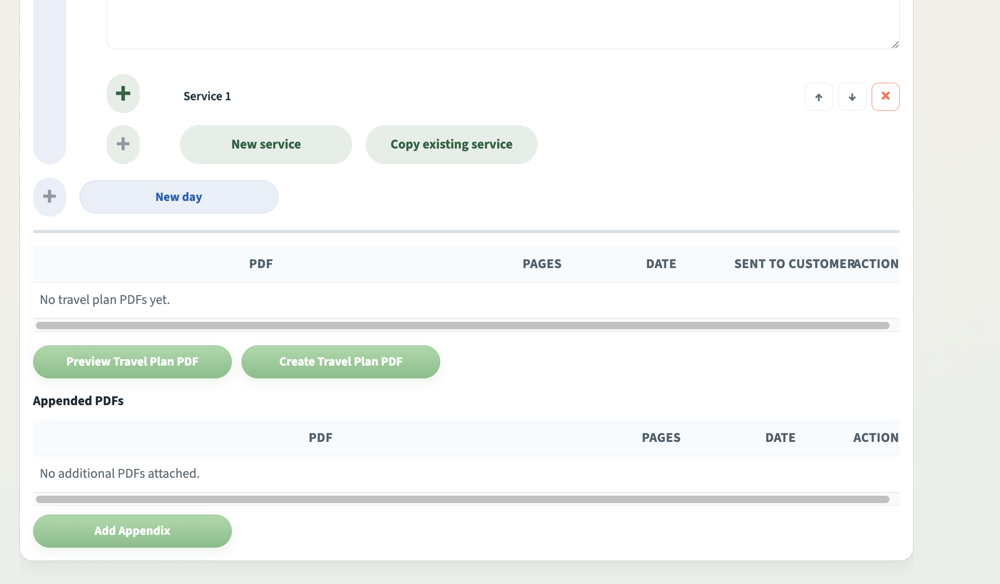 Service 1
New service
Copy existing service
New day
PDF PAGES DATE SENT TO CUSTOMER ACTION
No travel plan PDFs yet.
Preview Travel Plan PDF
Create Travel Plan PDF
Appended PDFs
PDF PAGES DATE ACTION
No additional PDFs attached.
Add Appendix